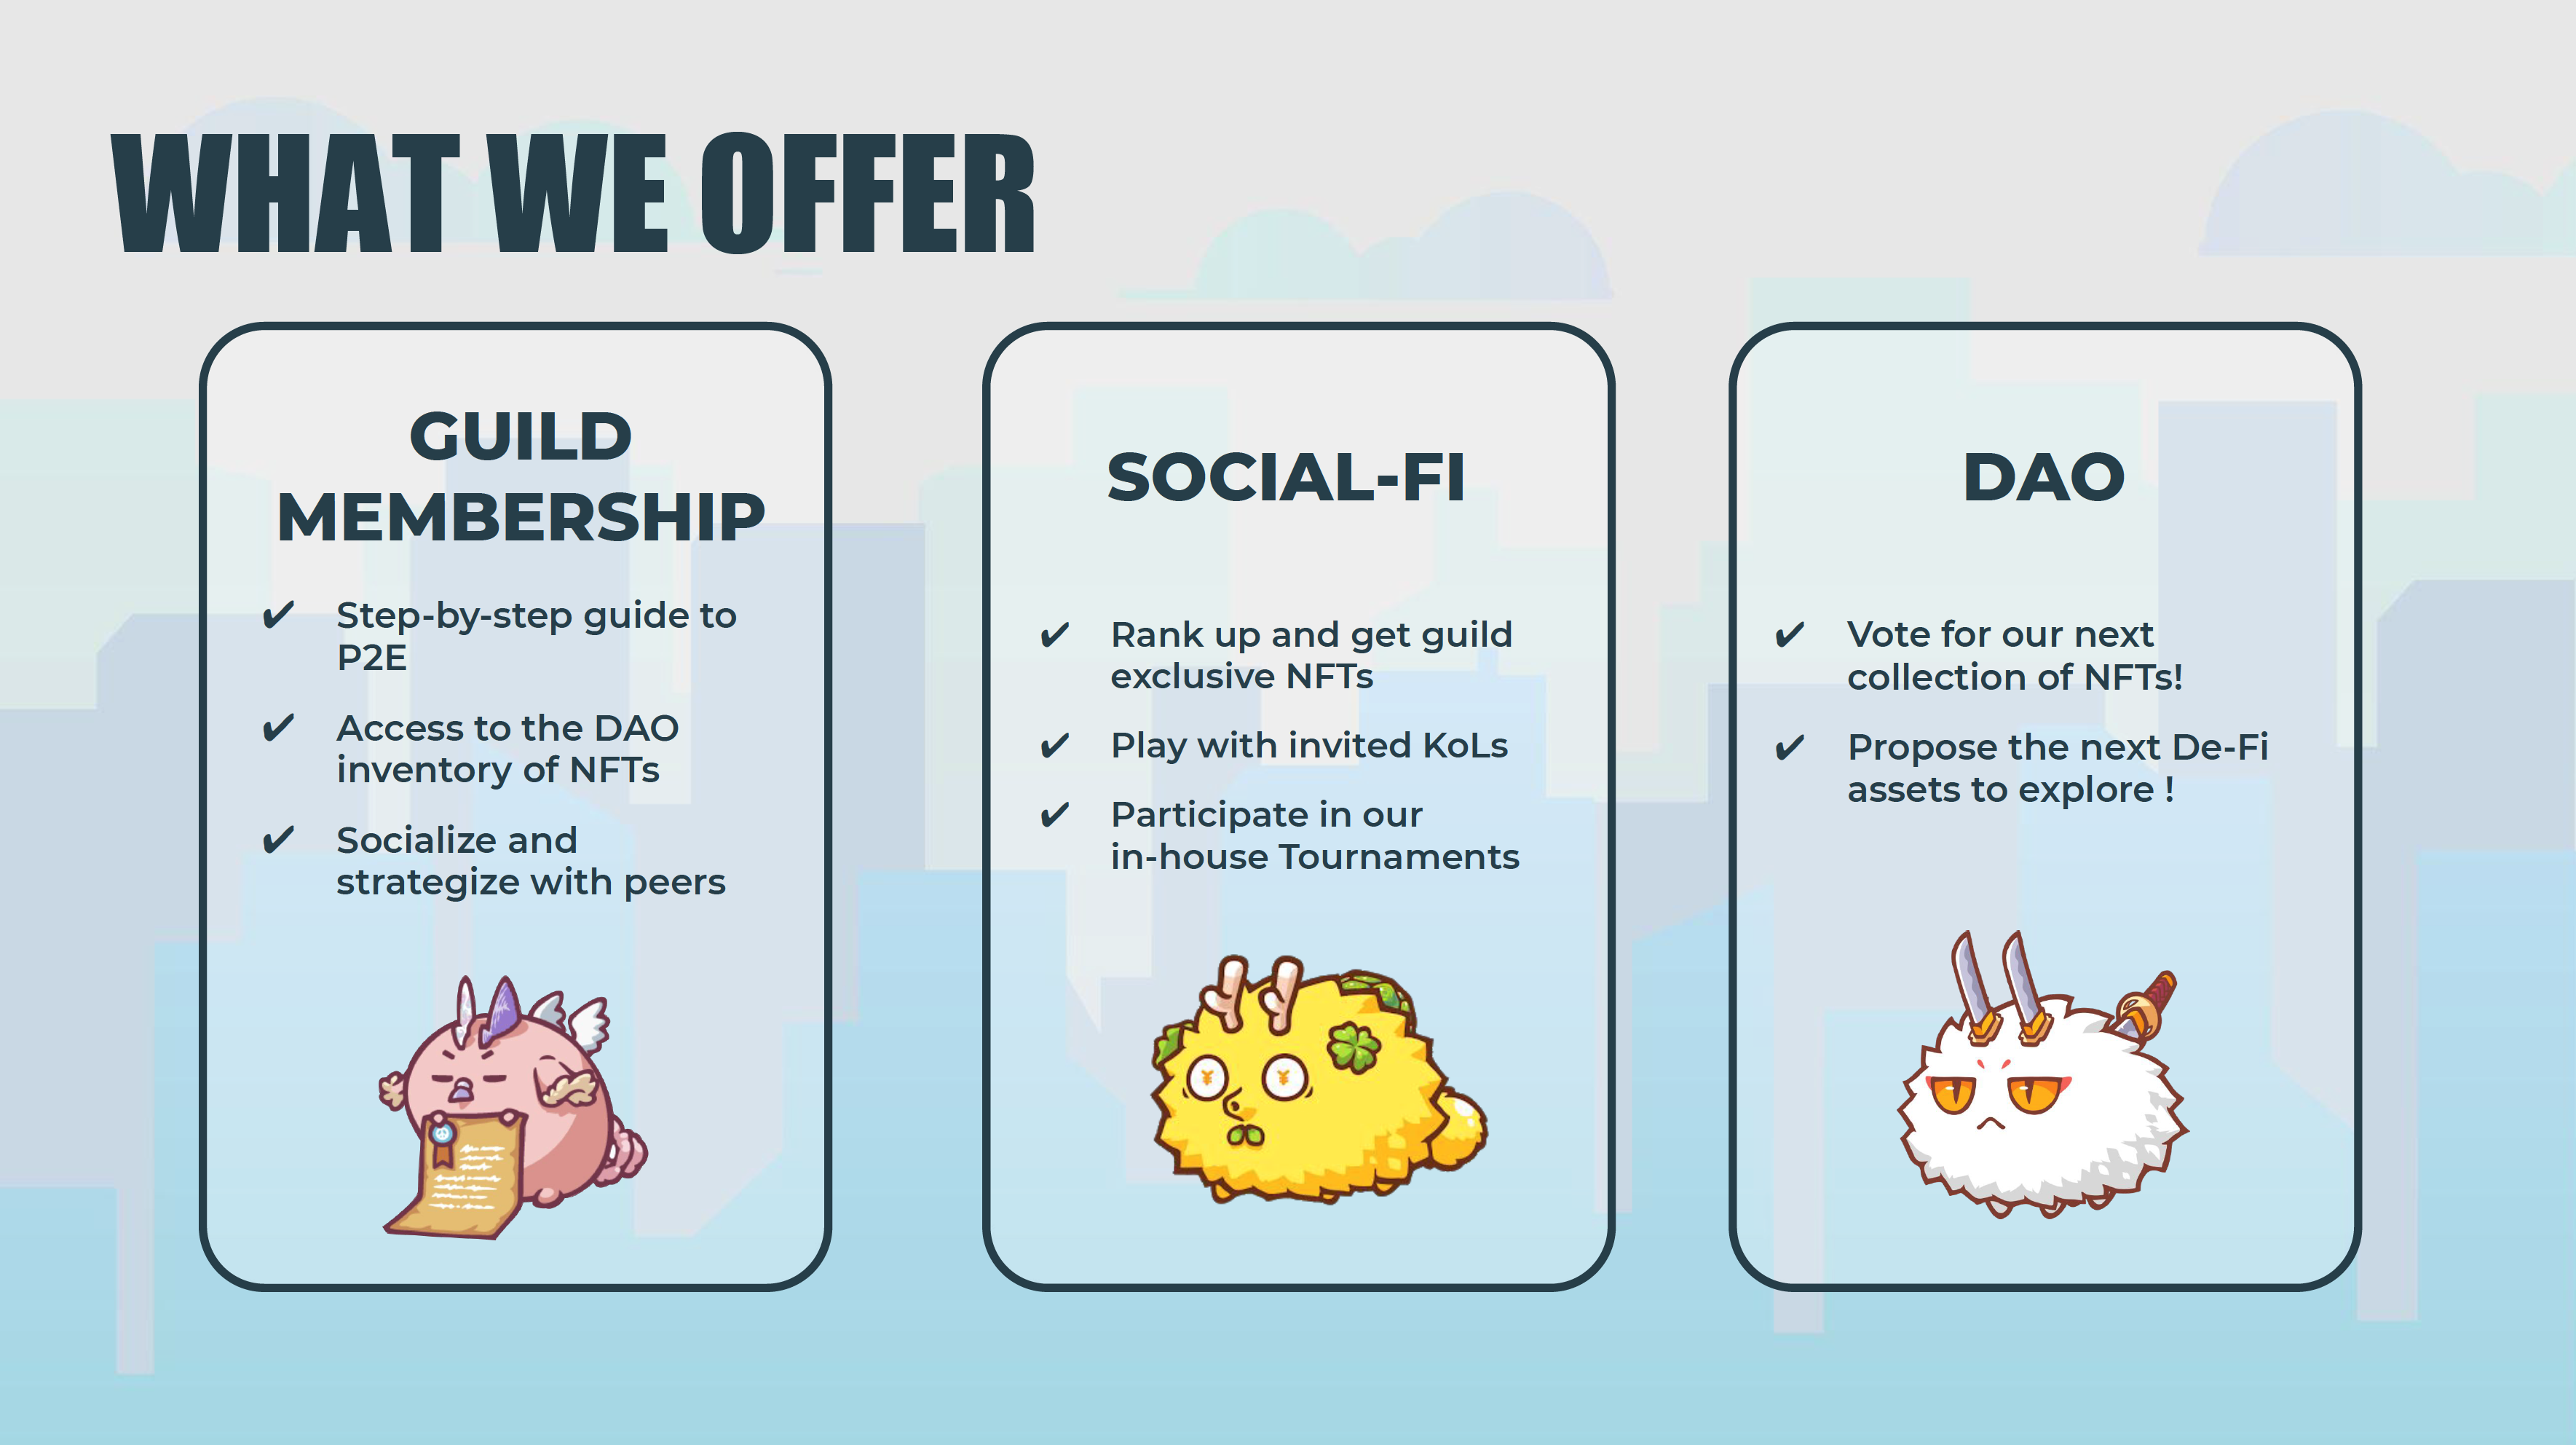 WHAT WE OFFER
GUILD
MEMBERSHIP
✔ Step-by-step guide to
P2E
✔ Access to the DAO
inventory of NFTs
✔ Socialize and
strategize with peers
SOCIAL-FI
✔ Rank up and get guild
exclusive NFTs
✔ Play with invited KoLs
✔ Participate in our
in-house Tournaments
¥ ¥
DAO
✔ Vote for our next
collection of NFTs!
✔ Propose the next De-Fi
assets to explore !